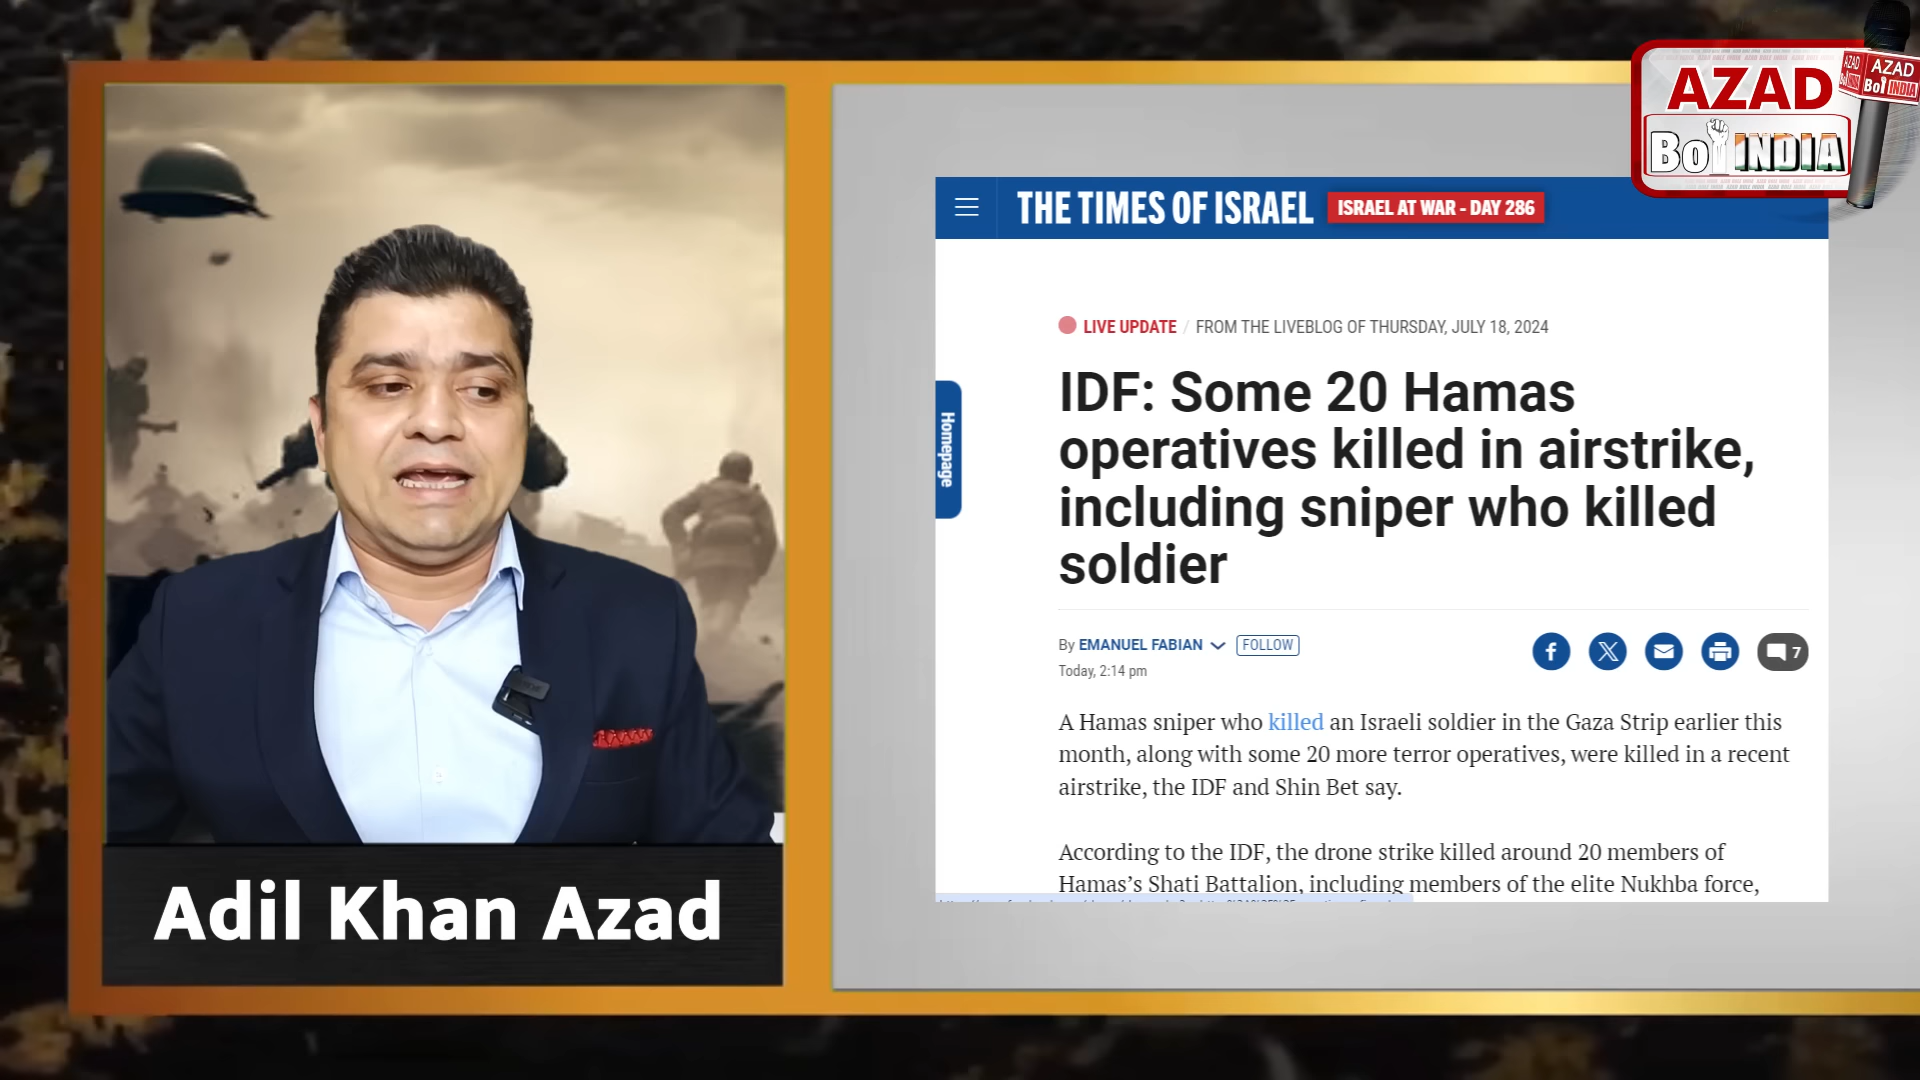 AZAD
Bol INDIA
AZAD
Bol INDIA
THE TIMES OF ISRAEL
ISRAEL AT WAR - DAY 286
LIVE UPDATE / FROM THE LIVEBLOG OF THURSDAY, JULY 18, 2024
IDF: Some 20 Hamas
operatives killed in airstrike,
including sniper who killed
soldier
Homepage
By EMANUEL FABIAN FOLLOW
Today, 2:14 pm
7
A Hamas sniper who killed an Israeli soldier in the Gaza Strip earlier this
month, along with some 20 more terror operatives, were killed in a recent
airstrike, the IDF and Shin Bet say.
According to the IDF, the drone strike killed around 20 members of
Hamas’s Shati Battalion, including members of the elite Nukhba force,
Adil Khan Azad